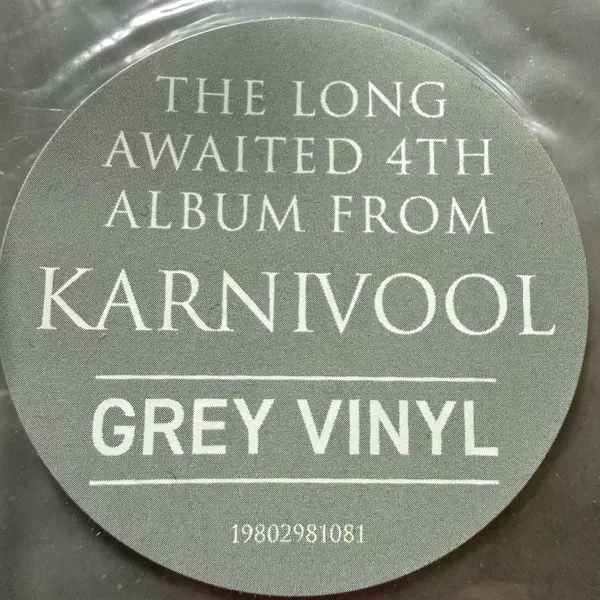 THE LONG
AWAITED 4TH
ALBUM FROM
KARNIVOOL
GREY VINYL
19802981081